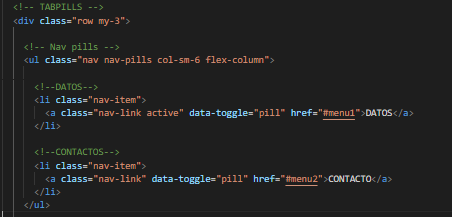 <!-- TABPILLS -->
<div class="row my-3">
<!-- Nav pills -->
<ul class="nav nav-pills col-sm-6 flex-column">
<!--DATOS-->
<li class="nav-item">
<a class="nav-link active" data-toggle="pill" href="#menu1">DATOS</a>
</li>
<!--CONTACTOS-->
<li class="nav-item">
<a class="nav-link" data-toggle="pill" href="#menu2">CONTACTO</a>
</li>
</ul>